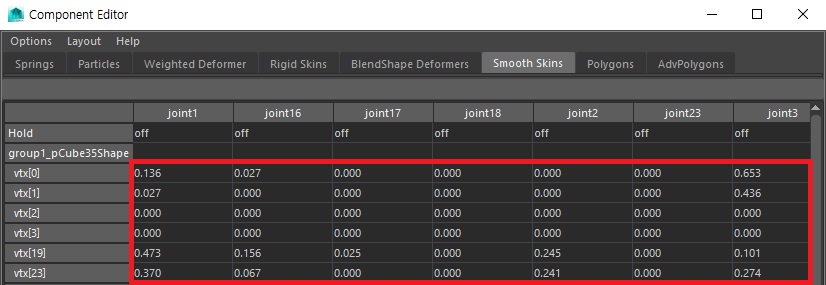 Component Editor
Options Layout Help
Springs Particles Weighted Deformer Rigid Skins BlendShape Deformers Smooth Skins Polygons AdvPolygons
joint1 joint16 joint17 joint18 joint2 joint23 joint3
Hold off off off off off off off
group1_pCube35Shape
vtx[0] 0.136 0.027 0.000 0.000 0.000 0.000 0.653
vtx[1] 0.027 0.000 0.000 0.000 0.000 0.000 0.436
vtx[2] 0.000 0.000 0.000 0.000 0.000 0.000 0.000
vtx[3] 0.000 0.000 0.000 0.000 0.000 0.000 0.000
vtx[19] 0.473 0.156 0.025 0.000 0.245 0.000 0.101
vtx[23] 0.370 0.067 0.000 0.000 0.241 0.000 0.274